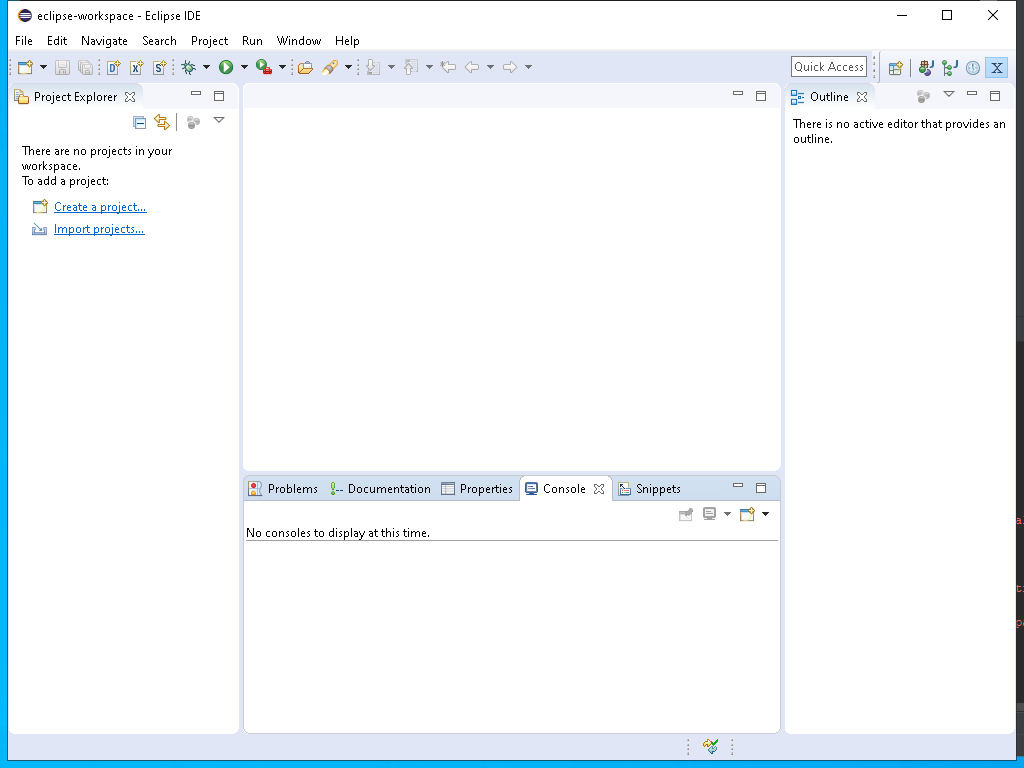 eclipse-workspace - Eclipse IDE
File Edit Navigate Search Project Run Window Help
Quick Access
Project Explorer
There are no projects in your
workspace.
To add a project:
Create a project...
Import projects...
Outline
There is no active editor that provides an
outline.
Problems Documentation Properties Console Snippets
No consoles to display at this time.